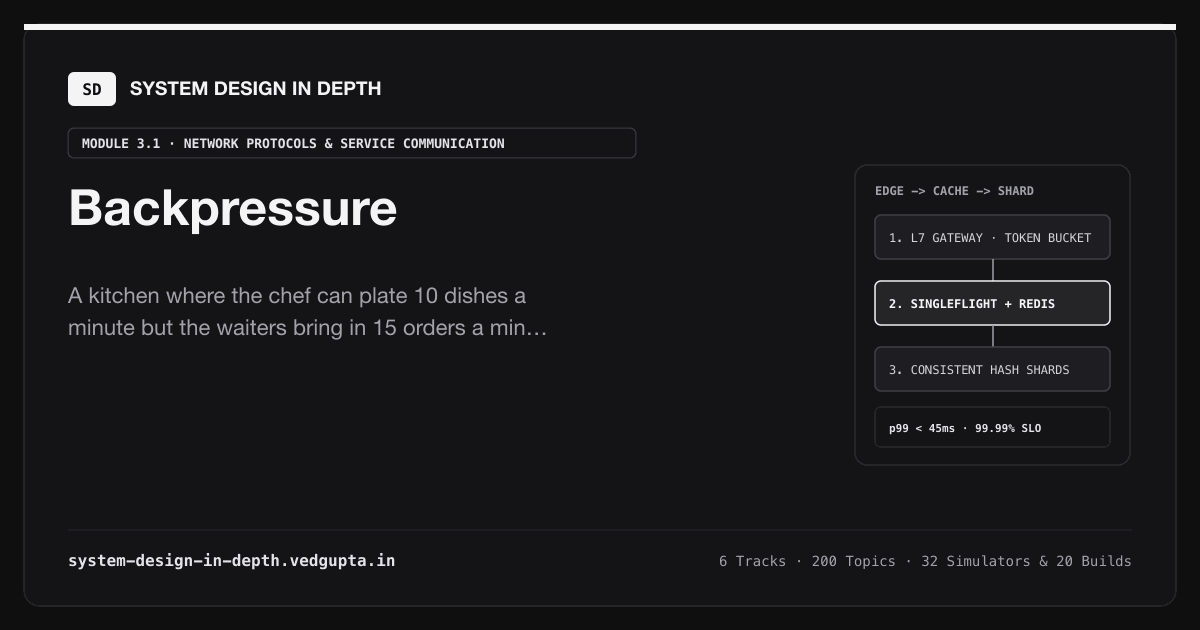 SD SYSTEM DESIGN IN DEPTH
MODULE 3.1 · NETWORK PROTOCOLS & SERVICE COMMUNICATION
Backpressure
A kitchen where the chef can plate 10 dishes a
minute but the waiters bring in 15 orders a min…
EDGE —> CACHE —> SHARD
1. L7 GATEWAY · TOKEN BUCKET
2. SINGLEFLIGHT + REDIS
3. CONSISTENT HASH SHARDS
p99 < 45ms · 99.99% SLO
system-design-in-depth.vedgupta.in
6 Tracks · 200 Topics · 32 Simulators & 20 Builds